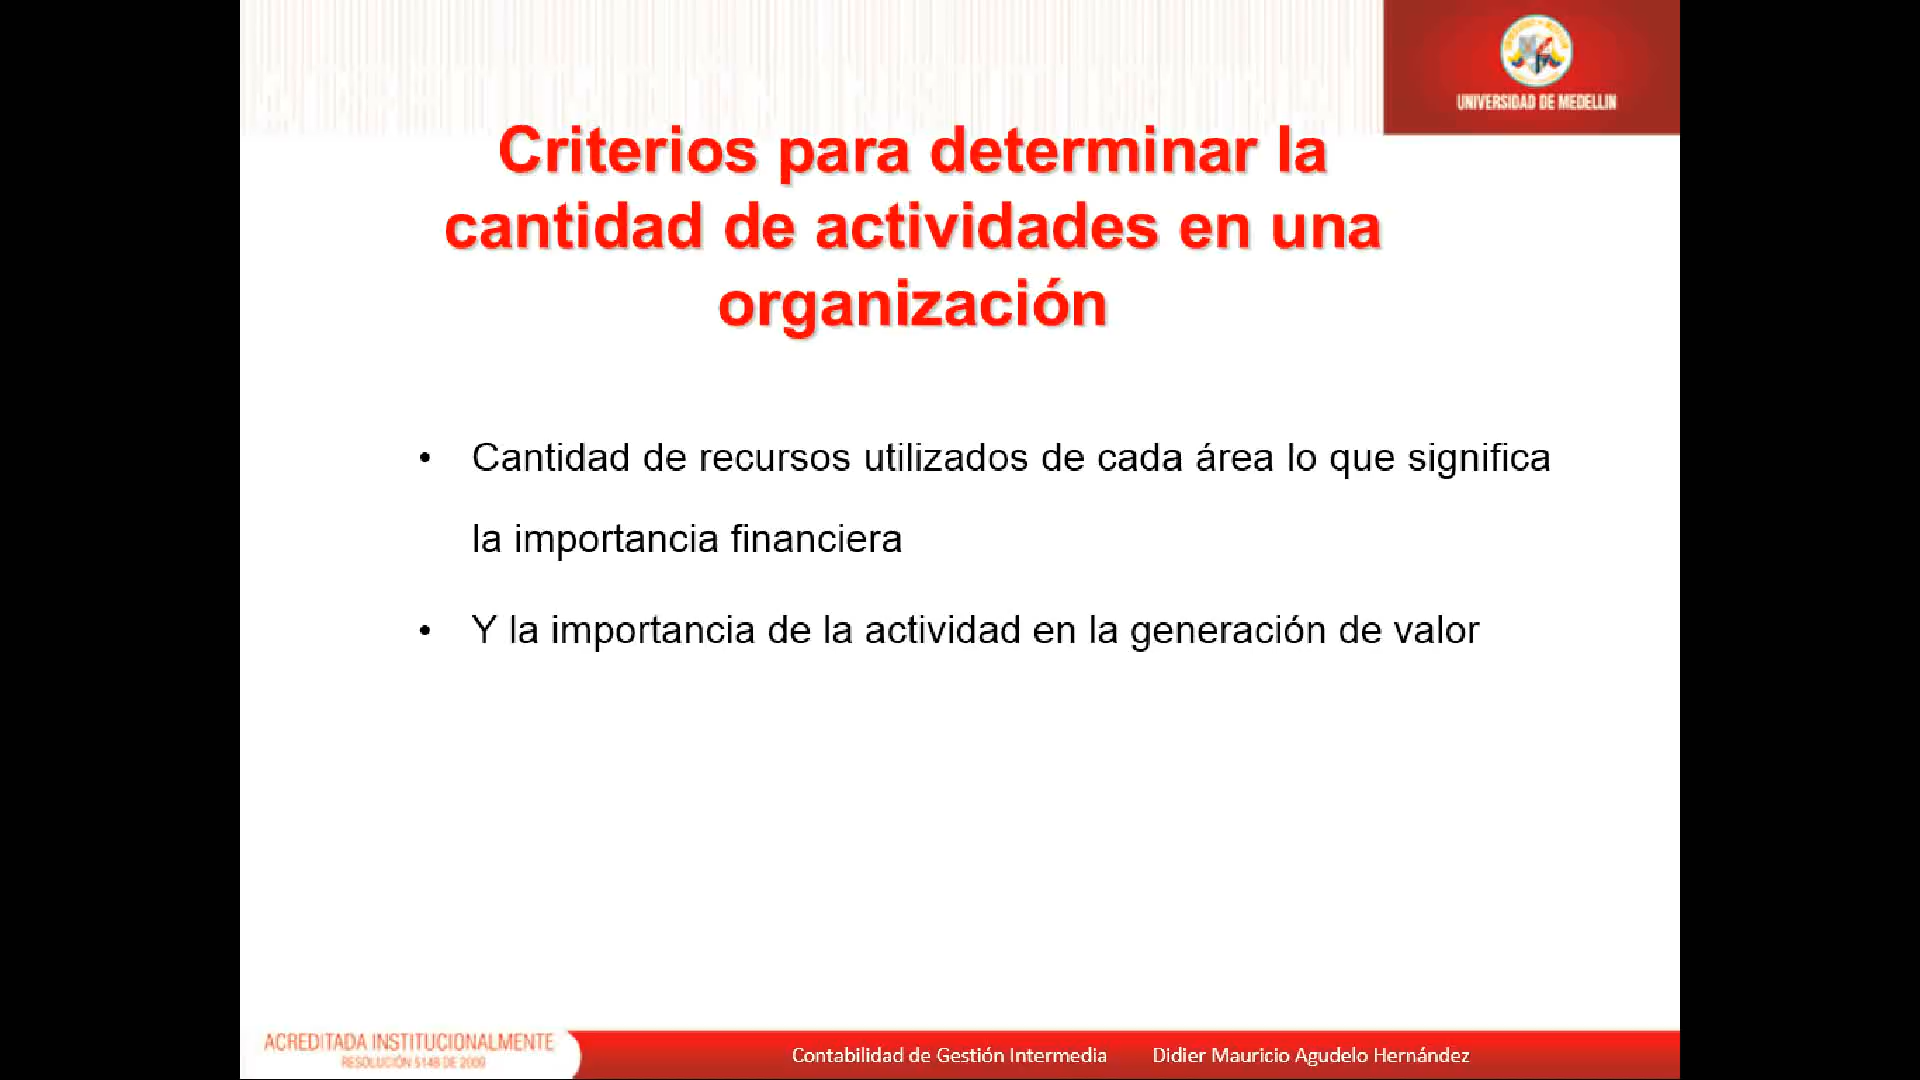 UNIVERSIDAD DE MEDELLIN
Criterios para determinar la
cantidad de actividades en una
organización
• Cantidad de recursos utilizados de cada área lo que significa
la importancia financiera
• Y la importancia de la actividad en la generación de valor
ACREDITADA INSTITUCIONALMENTE
RESOLUCIÓN 5148 DE 2009
Contabilidad de Gestión Intermedia Didier Mauricio Agudelo Hernández